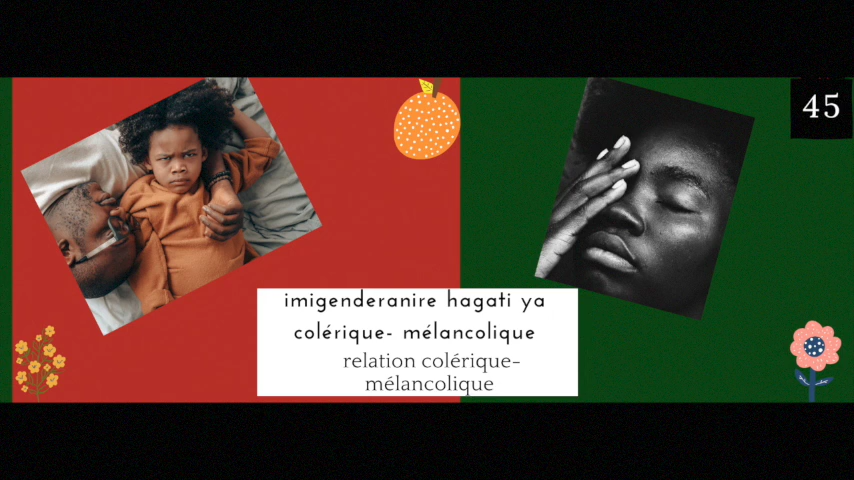 45
imigenderanire hagati ya
colérique- mélancolique
relation colérique-
mélancolique